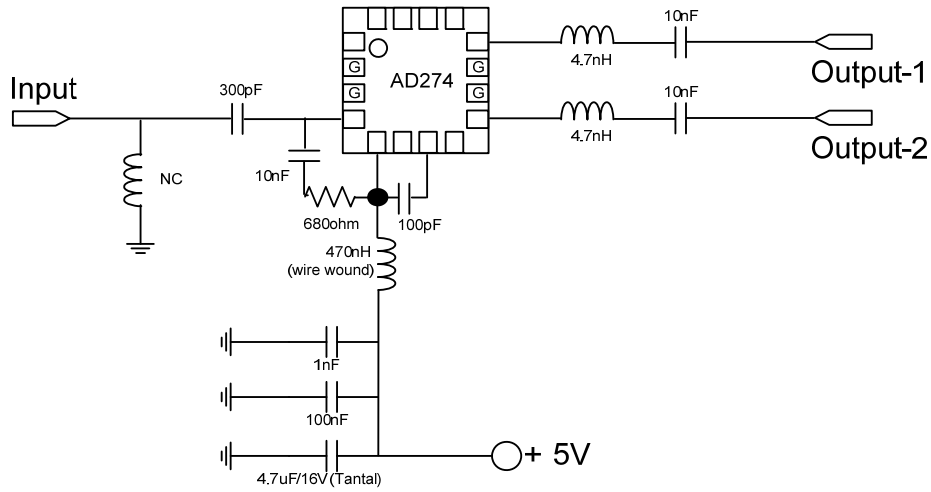 10nF
4.7nH
Output-1
G
G
AD274
G
G
Input
300pF
10nF
4.7nH
Output-2
NC
10nF
680ohm
100pF
470nH
(wire wound)
1nF
100nF
4.7uF/16V(Tantal)
+ 5V